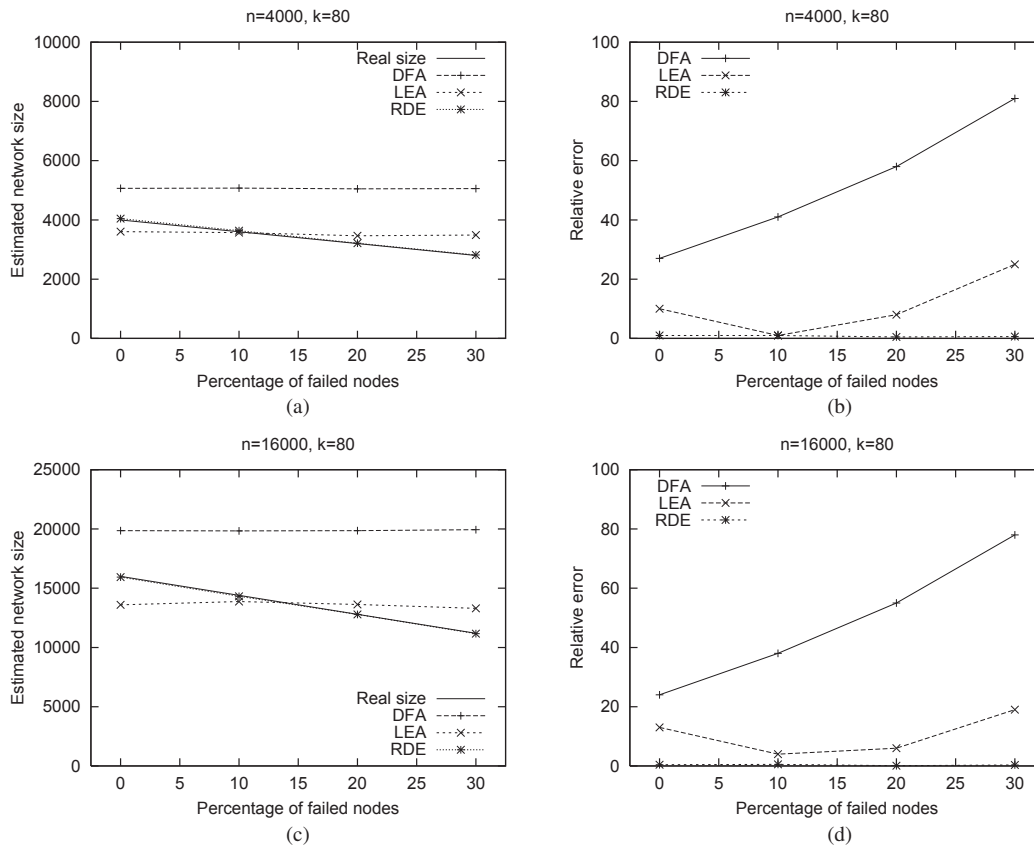 n=4000, k=80
10000
8000
6000
4000
2000
0
0 5 10 15 20 25 30
Estimated network size
Percentage of failed nodes
Real size
DFA
LEA
RDE
(a)
n=4000, k=80
100
80
60
40
20
0
0 5 10 15 20 25 30
Relative error
Percentage of failed nodes
DFA
LEA
RDE
(b)
n=16000, k=80
25000
20000
15000
10000
5000
0
0 5 10 15 20 25 30
Estimated network size
Percentage of failed nodes
Real size
DFA
LEA
RDE
(c)
n=16000, k=80
100
80
60
40
20
0
0 5 10 15 20 25 30
Relative error
Percentage of failed nodes
DFA
LEA
RDE
(d)